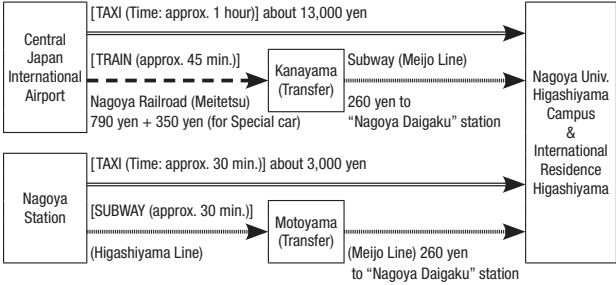 [TAXI (Time: approx. 1 hour)] about 13,000 yen
Central
Japan
International
Airport
[TRAIN (approx. 45 min.)]
Nagoya Railroad (Meitetsu)
790 yen + 350 yen (for Special car)
Kanayama
(Transfer)
Subway (Meijo Line)
260 yen to
“Nagoya Daigaku” station
Nagoya Univ.
Higashiyama
Campus
&
International
Residence
Higashiyama
[TAXI (Time: approx. 30 min.)] about 3,000 yen
Nagoya
Station
[SUBWAY (approx. 30 min.)]
(Higashiyama Line)
Motoyama
(Transfer)
(Meijo Line) 260 yen
to “Nagoya Daigaku” station